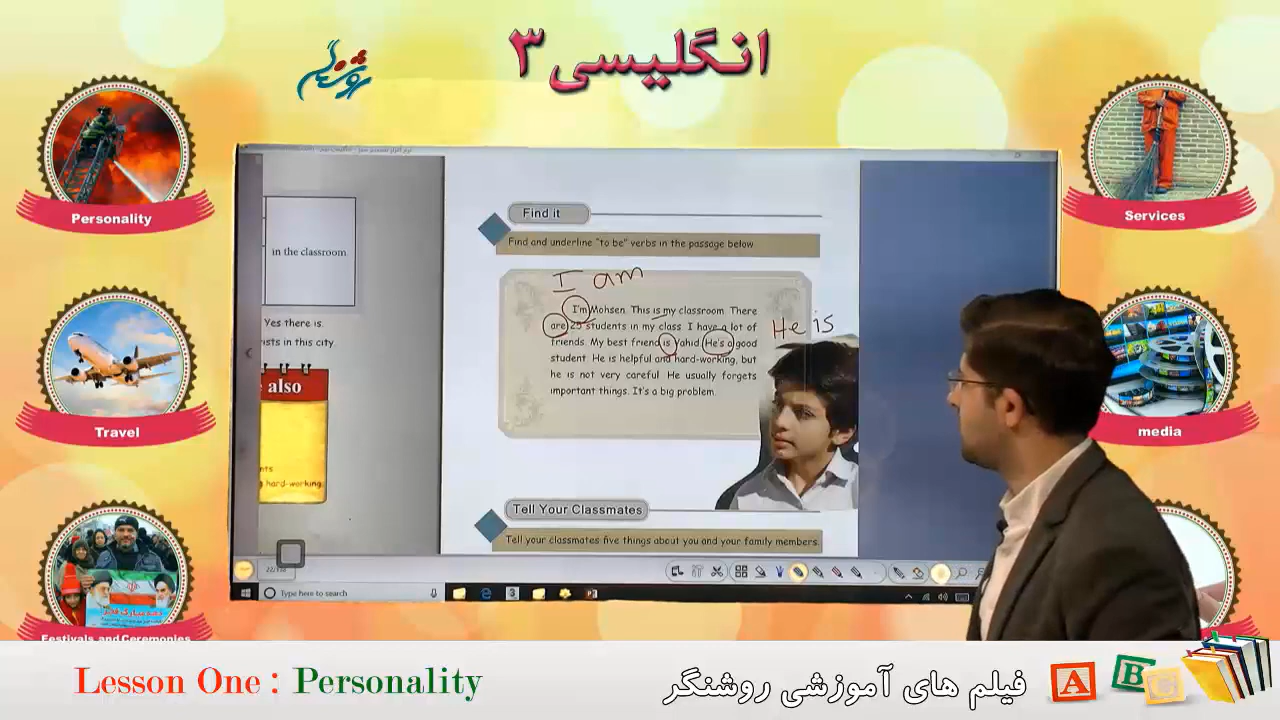 انگلیسی ۳
روشنگر
Personality
Travel
Festivals and Ceremonies
Services
media
in the classroom
Yes there is.
ists in this city.
also
nts
hard-working.
Find it
Find and underline "to be" verbs in the passage below.
I am
I'm Mohsen. This is my classroom. There
are 25 students in my class. I have a lot of
friends. My best friend is Vahid. He's a good
student. He is helpful and hard-working, but
he is not very careful. He usually forgets
important things. It's a big problem.
He is
Tell Your Classmates
Tell your classmates five things about you and your family members.
Type here to search
Lesson One : Personality
فیلم های آموزشی روشنگر
A
B
C